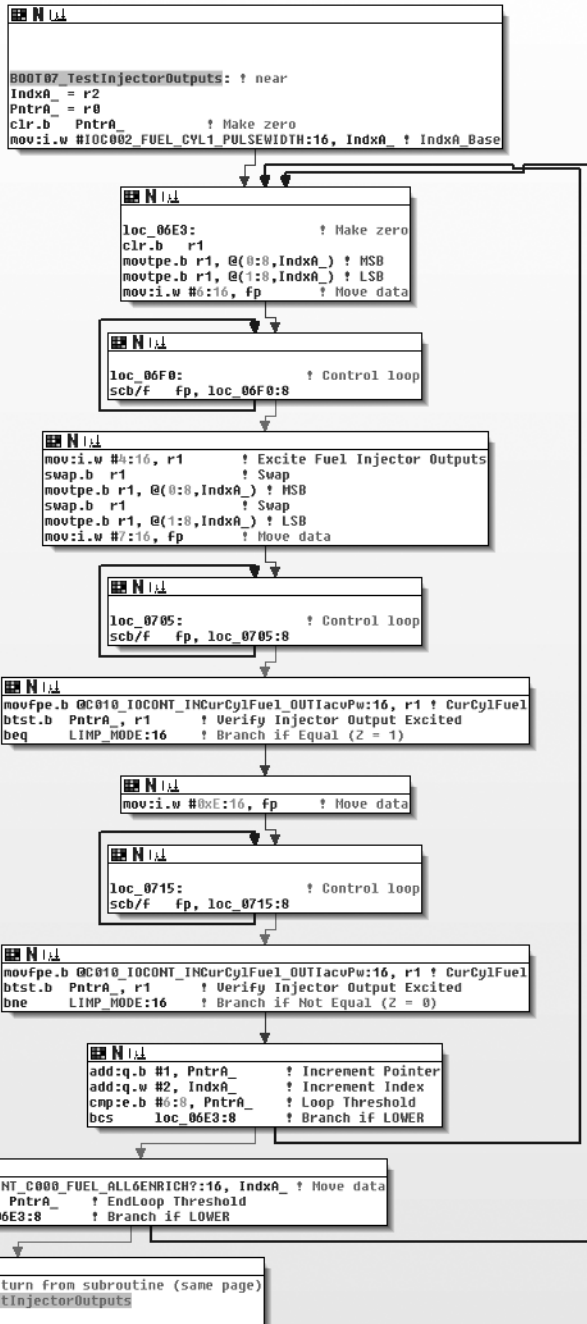 BOOT07_TestInjectorOutputs: ! near
IndxA_ = r2
PntrA_ = r0
clr.b PntrA_ ! Make zero
mov:i.w #IOC002_FUEL_CYL1_PULSEWIDTH:16, IndxA_ ! IndxA_Base
loc_06E3: ! Make zero
clr.b r1
movtpe.b r1, @(0:8,IndxA_) ! MSB
movtpe.b r1, @(1:8,IndxA_) ! LSB
mov:i.w #6:16, fp ! Move data
loc_06F0: ! Control loop
scb/f fp, loc_06F0:8
mov:i.w #4:16, r1 ! Excite Fuel Injector Outputs
swap.b r1 ! Swap
movtpe.b r1, @(0:8,IndxA_) ! MSB
swap.b r1 ! Swap
movtpe.b r1, @(1:8,IndxA_) ! LSB
mov:i.w #7:16, fp ! Move data
loc_0705: ! Control loop
scb/f fp, loc_0705:8
movfpe.b @C010_IOCONT_INCurCylFuel_OUTIacvPw:16, r1 ! CurCylFuel
btst.b PntrA_, r1 ! Verify Injector Output Excited
beq LIMP_MODE:16 ! Branch if Equal (Z = 1)
mov:i.w #0xE:16, fp ! Move data
loc_0715: ! Control loop
scb/f fp, loc_0715:8
movfpe.b @C010_IOCONT_INCurCylFuel_OUTIacvPw:16, r1 ! CurCylFuel
btst.b PntrA_, r1 ! Verify Injector Output Excited
bne LIMP_MODE:16 ! Branch if Not Equal (Z = 0)
add:q.b #1, PntrA_ ! Increment Pointer
add:q.w #2, IndxA_ ! Increment Index
cmp:e.b #6:8, PntrA_ ! Loop Threshold
bcs loc_06E3:8 ! Branch if LOWER
NT_C000_FUEL_ALL6ENRICH?:16, IndxA_ ! Move data
PntrA_ ! EndLoop Threshold
06E3:8 ! Branch if LOWER
turn from subroutine (same page)
tInjectorOutputs